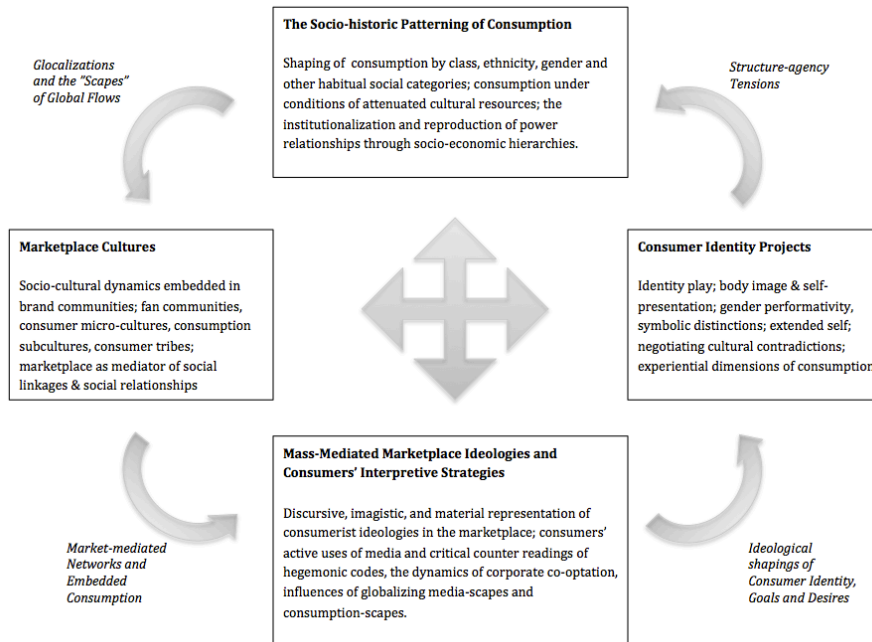 The Socio-historic Patterning of Consumption
Shaping of consumption by class, ethnicity, gender and
other habitual social categories; consumption under
conditions of attenuated cultural resources; the
institutionalization and reproduction of power
relationships through socio-economic hierarchies.
Glocalizations
and the "Scapes"
of Global Flows
Structure-agency
Tensions
Marketplace Cultures
Socio-cultural dynamics embedded in
brand communities; fan communities,
consumer micro-cultures, consumption
subcultures, consumer tribes;
marketplace as mediator of social
linkages & social relationships
Consumer Identity Projects
Identity play; body image & self-
presentation; gender performativity,
symbolic distinctions; extended self;
negotiating cultural contradictions;
experiential dimensions of consumption
Mass-Mediated Marketplace Ideologies and
Consumers' Interpretive Strategies
Discursive, imagistic, and material representation of
consumerist ideologies in the marketplace; consumers'
active uses of media and critical counter readings of
hegemonic codes, the dynamics of corporate co-optation,
influences of globalizing media-scapes and
consumption-scapes.
Market-mediated
Networks and
Embedded
Consumption
Ideological
shapings of
Consumer Identity,
Goals and Desires